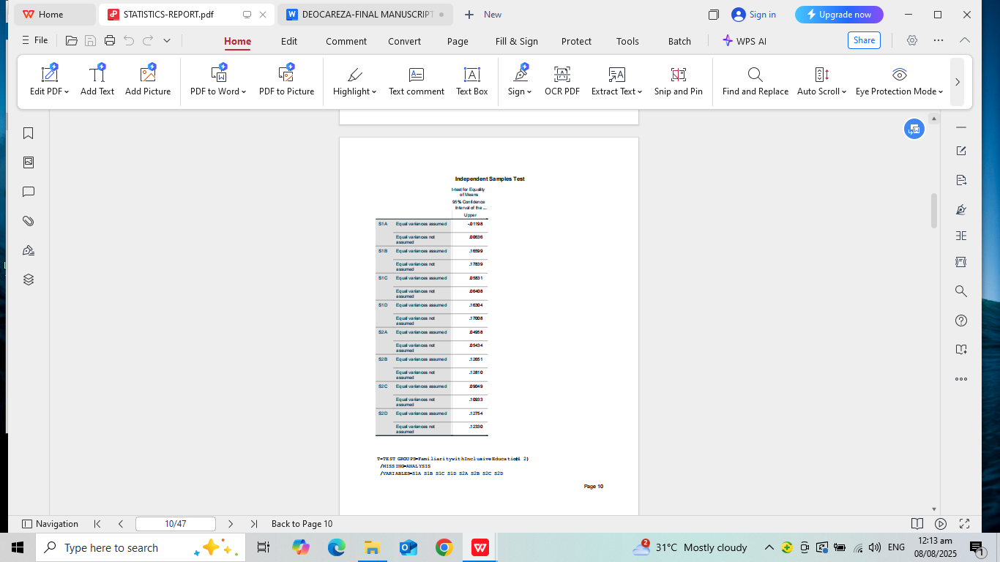 Home
STATISTICS-REPORT.pdf
DEOCAREZA-FINAL MANUSCRIPT
New
Sign in
Upgrade now
File
Home
Edit
Comment
Convert
Page
Fill & Sign
Protect
Tools
Batch
WPS AI
Share
Edit PDF
Add Text
Add Picture
PDF to Word
PDF to Picture
Highlight
Text comment
Text Box
Sign
OCR PDF
Extract Text
Snip and Pin
Find and Replace
Auto Scroll
Eye Protection Mode
Independent Samples Test
t-test for Equality
of Means
95% Confidence
Interval of the ...
Upper
S1A Equal variances assumed -.01198
Equal variances not assumed .00636
S1B Equal variances assumed .16599
Equal variances not assumed .17839
S1C Equal variances assumed .05831
Equal variances not assumed .06408
S1D Equal variances assumed .16304
Equal variances not assumed .17008
S2A Equal variances assumed .04958
Equal variances not assumed .05434
S2B Equal variances assumed .12651
Equal variances not assumed .12810
S2C Equal variances assumed .09049
Equal variances not assumed .10933
S2D Equal variances assumed .12754
Equal variances not assumed .12330
T-TEST GROUPS=FamiliaritywithInclusiveEducation(1 2)
/MISSING=ANALYSIS
/VARIABLES=S1A S1B S1C S1D S2A S2B S2C S2D
Page 10
Navigation
10/47
Back to Page 10
Type here to search
2
31°C Mostly cloudy
ENG
12:13 am
08/08/2025
1